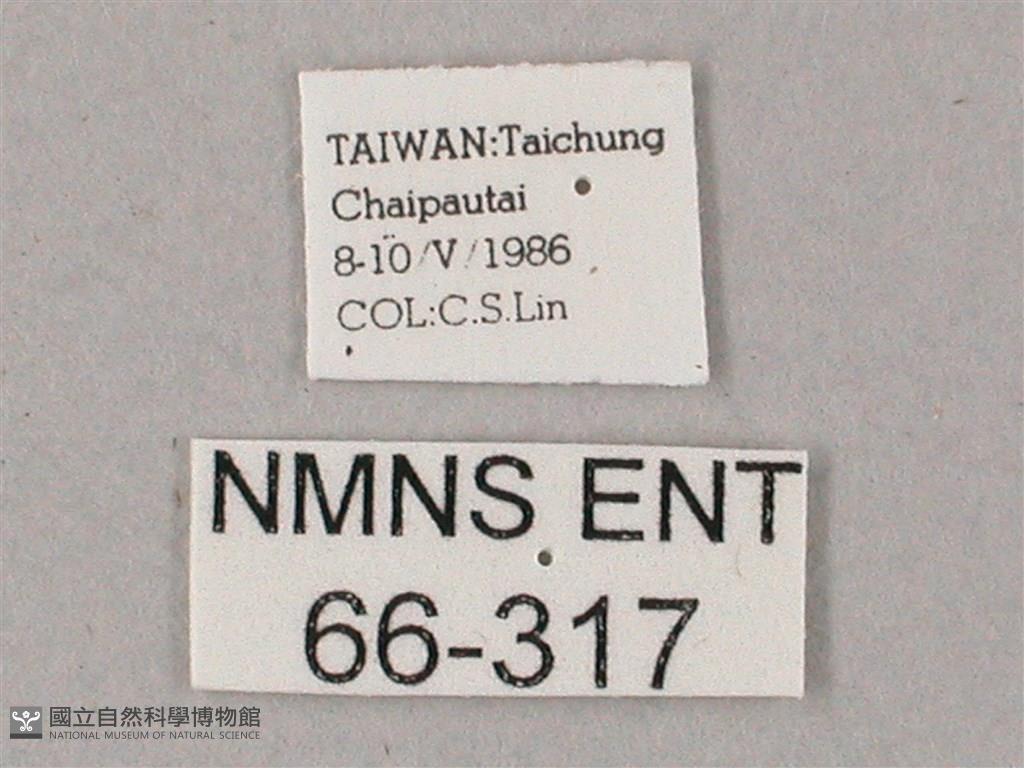 TAIWAN:Taichung
Chaipautai
8-10/V/1986
COL:C.S.Lin
NMNS ENT
66-317
國立自然科學博物館
NATIONAL MUSEUM OF NATURAL SCIENCE